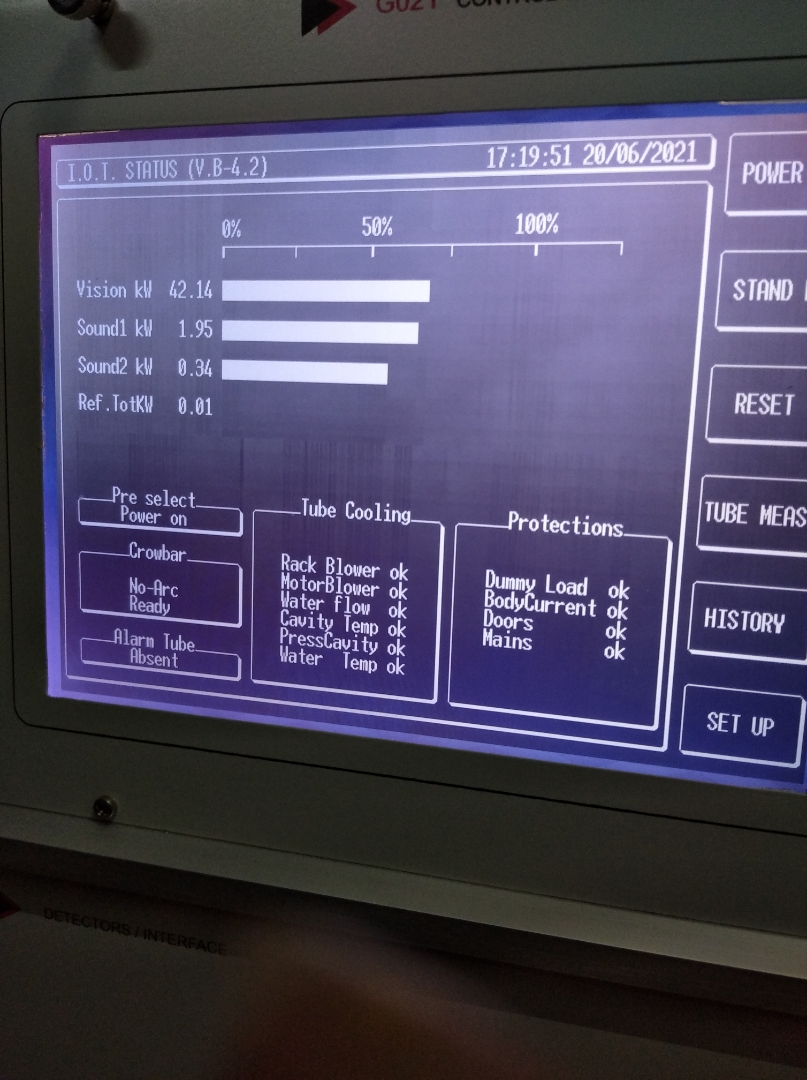 G021
I.O.T. STATUS (V.B-4.2) 17:19:51 20/06/2021
0% 50% 100%
Vision kW 42.14
Sound1 kW 1.95
Sound2 kW 0.34
Ref.TotKW 0.01
Pre select
Power on
Crowbar
No-Arc
Ready
Alarm Tube
Absent
Tube Cooling
Rack Blower ok
MotorBlower ok
Water flow ok
Cavity Temp ok
PressCavity ok
Water Temp ok
Protections
Dummy Load ok
BodyCurrent ok
Doors ok
Mains ok
POWER
STAND
RESET
TUBE MEAS
HISTORY
SET UP
DETECTORS / INTERFACE